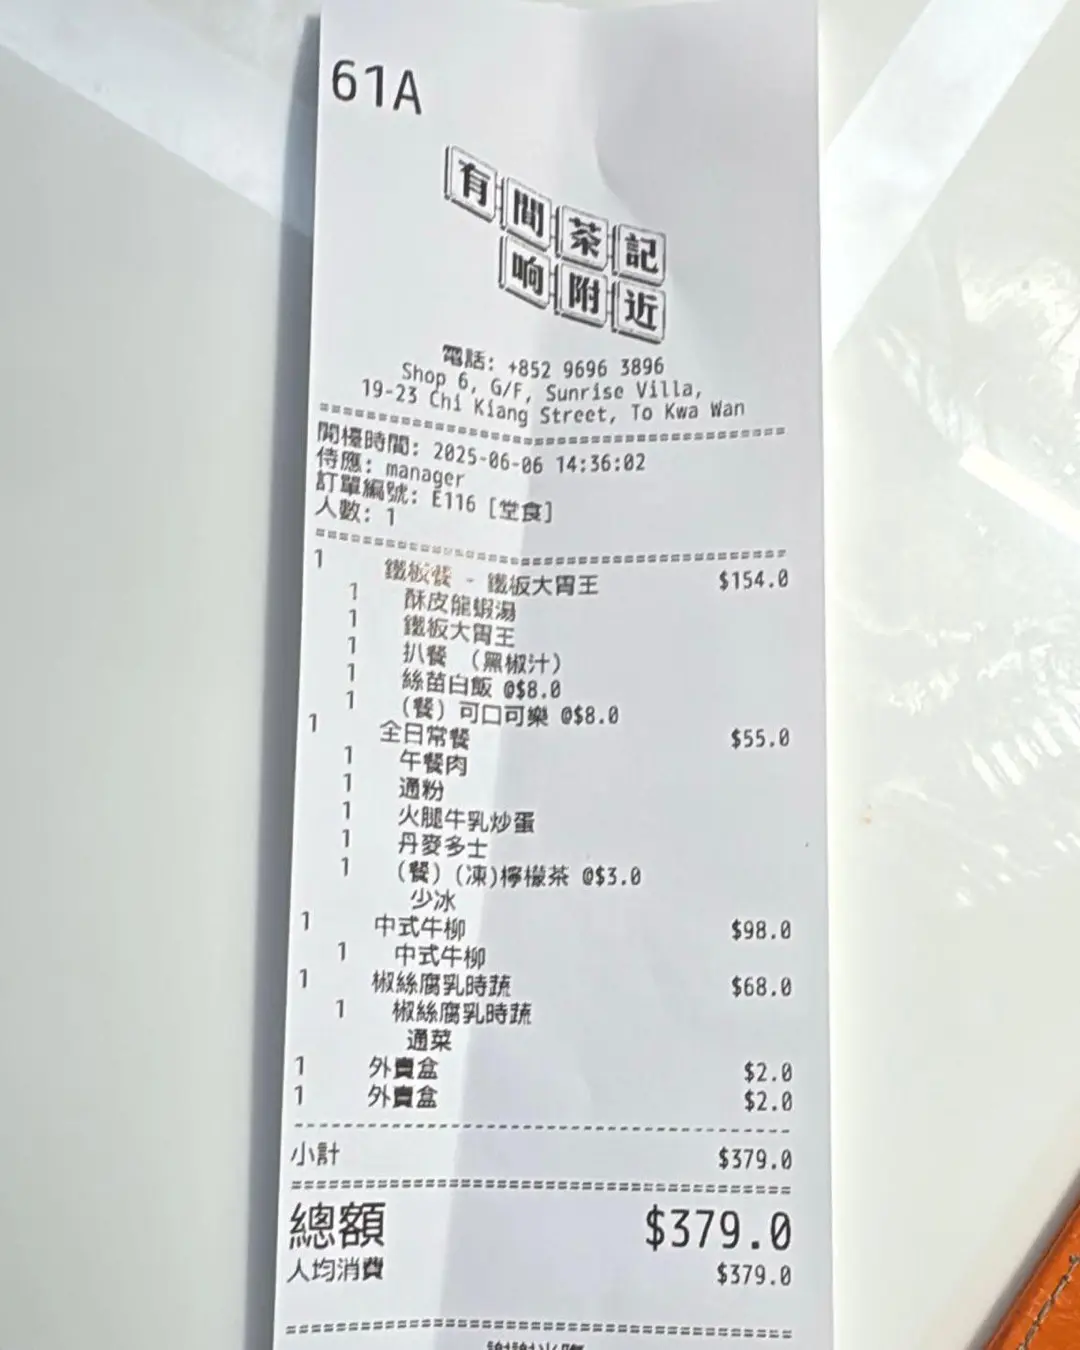 61A
有間茶記
响附近
電話: +852 9696 3896
Shop 6, G/F, Sunrise Villa,
19-23 Chi Kiang Street, To Kwa Wan
開檯時間: 2025-06-06 14:36:02
侍應: manager
訂單編號: E116 [堂食]
人數: 1
1 鐵板餐 - 鐵板大胃王 $154.0
1 酥皮龍蝦湯
1 鐵板大胃王
1 扒餐 (黑椒汁)
1 絲苗白飯 @$8.0
1 (餐) 可口可樂 @$8.0
1 全日常餐 $55.0
1 午餐肉
1 通粉
1 火腿牛乳炒蛋
1 丹麥多士
1 (餐) (凍)檸檬茶 @$3.0
少冰
1 中式牛柳 $98.0
1 中式牛柳
1 椒絲腐乳時蔬 $68.0
1 椒絲腐乳時蔬
通菜
1 外賣盒 $2.0
1 外賣盒 $2.0
小計 $379.0
總額 $379.0
人均消費 $379.0